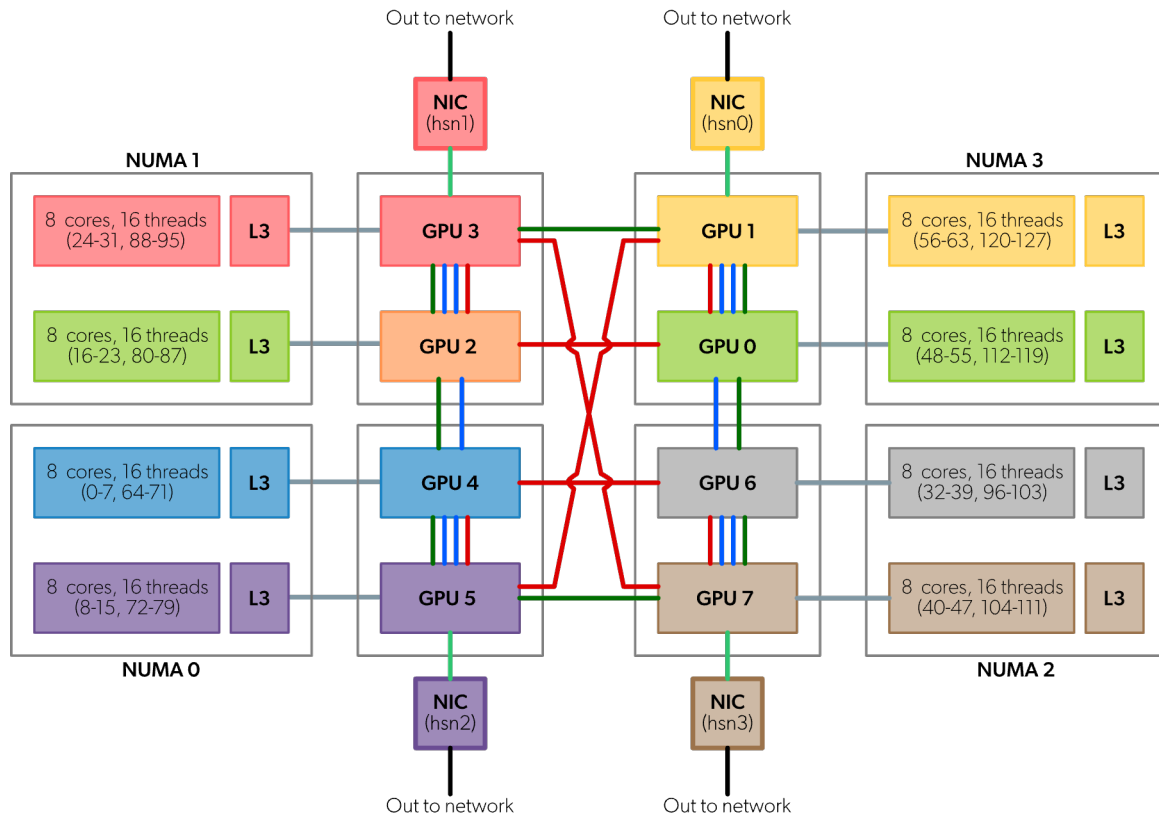 Out to network
Out to network
NIC
(hsn1)
NIC
(hsn0)
NUMA 1
NUMA 3
8 cores, 16 threads
(24-31, 88-95)
L3
GPU 3
GPU 1
8 cores, 16 threads
(56-63, 120-127)
L3
8 cores, 16 threads
(16-23, 80-87)
L3
GPU 2
GPU 0
8 cores, 16 threads
(48-55, 112-119)
L3
8 cores, 16 threads
(0-7, 64-71)
L3
GPU 4
GPU 6
8 cores, 16 threads
(32-39, 96-103)
L3
8 cores, 16 threads
(8-15, 72-79)
L3
GPU 5
GPU 7
8 cores, 16 threads
(40-47, 104-111)
L3
NUMA 0
NUMA 2
NIC
(hsn2)
NIC
(hsn3)
Out to network
Out to network